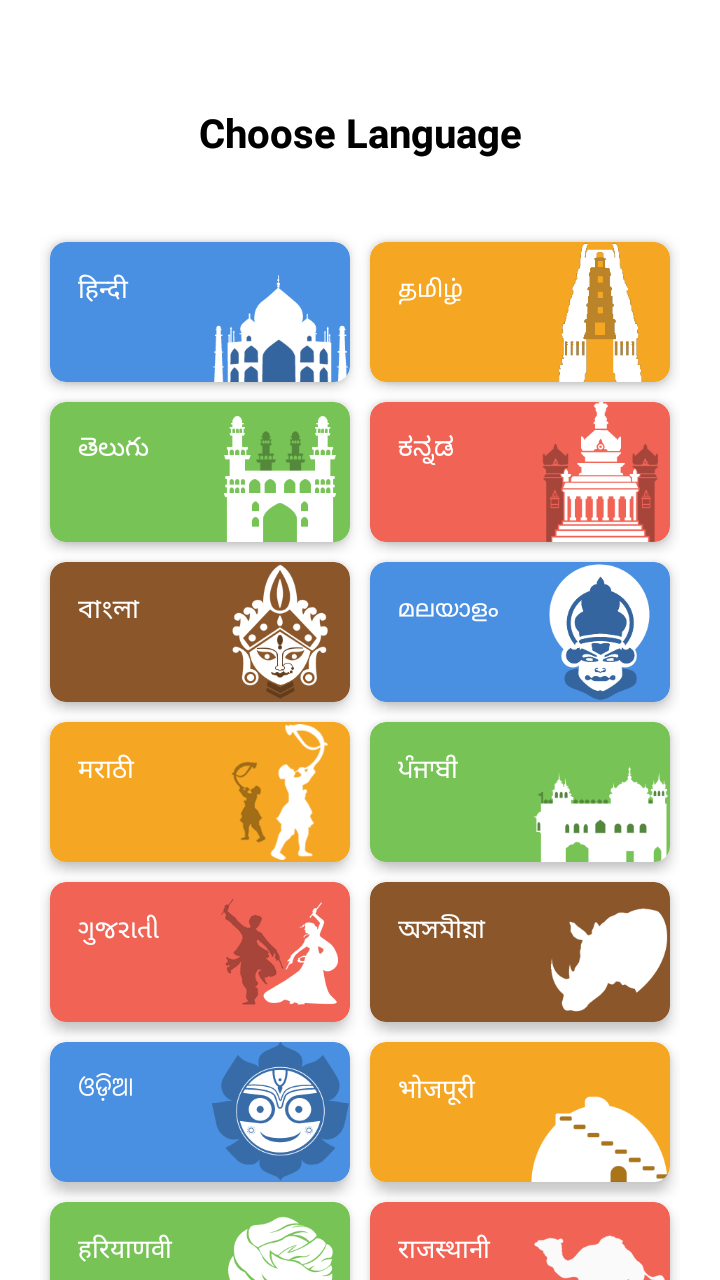 Choose Language
हिन्दी
தமிழ்
తెలుగు
ಕನ್ನಡ
বাংলা
മലയാളം
मराठी
ਪੰਜਾਬੀ
ગુજરાતી
অসমীয়া
ଓଡ଼ିଆ
भोजपूरी
हरियाणवी
राजस्थानी